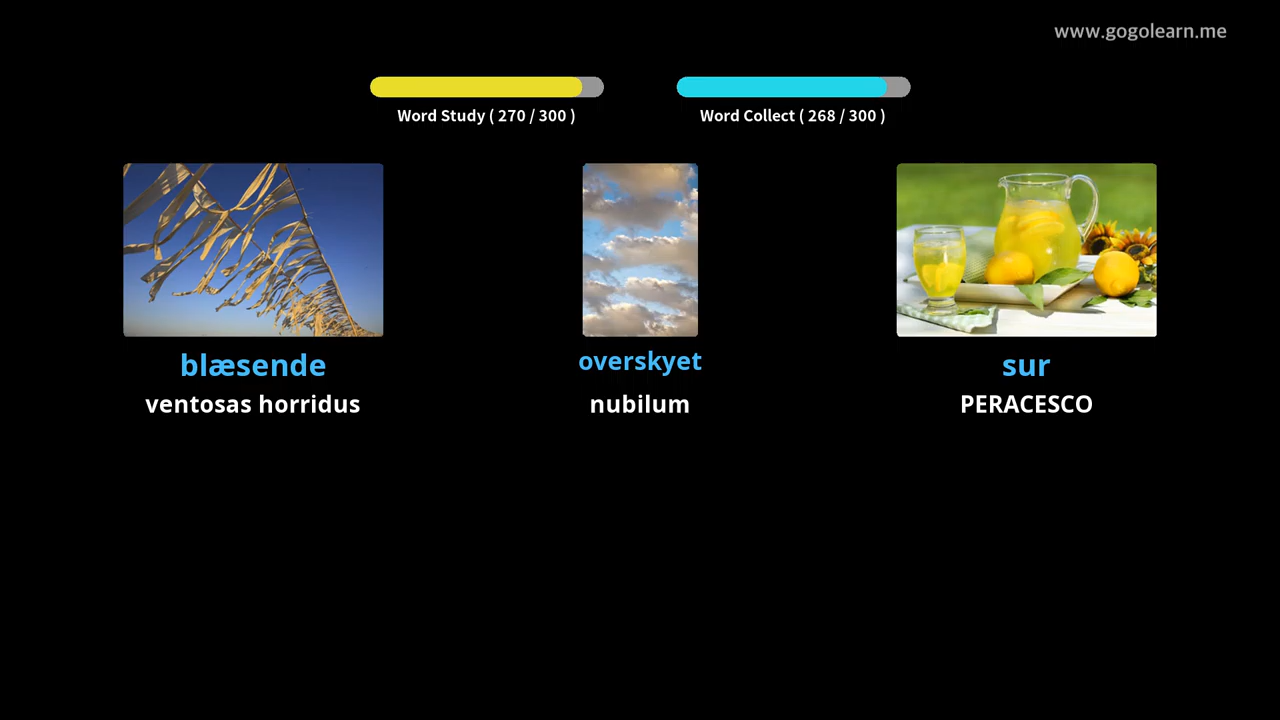 www.gogolearn.me
Word Study ( 270 / 300 )
Word Collect ( 268 / 300 )
blæsende
overskyet
sur
ventosas horridus
nubilum
PERACESCO